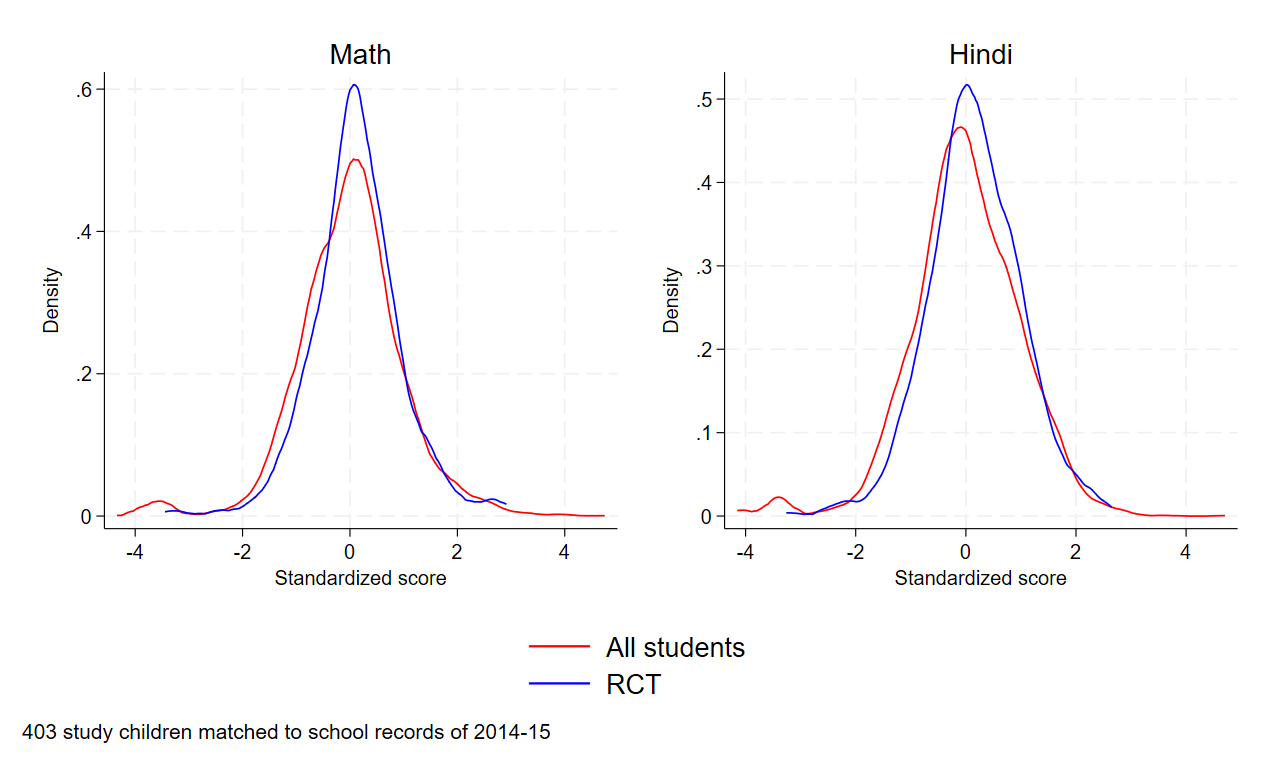 Math
Hindi
Density
.6
.4
.2
0
-4 -2 0 2 4
Standardized score
Density
.5
.4
.3
.2
.1
0
-4 -2 0 2 4
Standardized score
All students
RCT
403 study children matched to school records of 2014-15